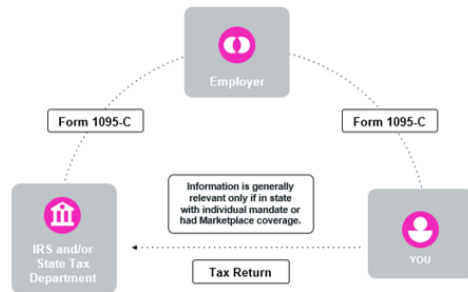 Employer
Form 1095-C
Form 1095-C
Information is generally
relevant only if in state
with individual mandate or
had Marketplace coverage.
IRS and/or
State Tax
Department
YOU
Tax Return